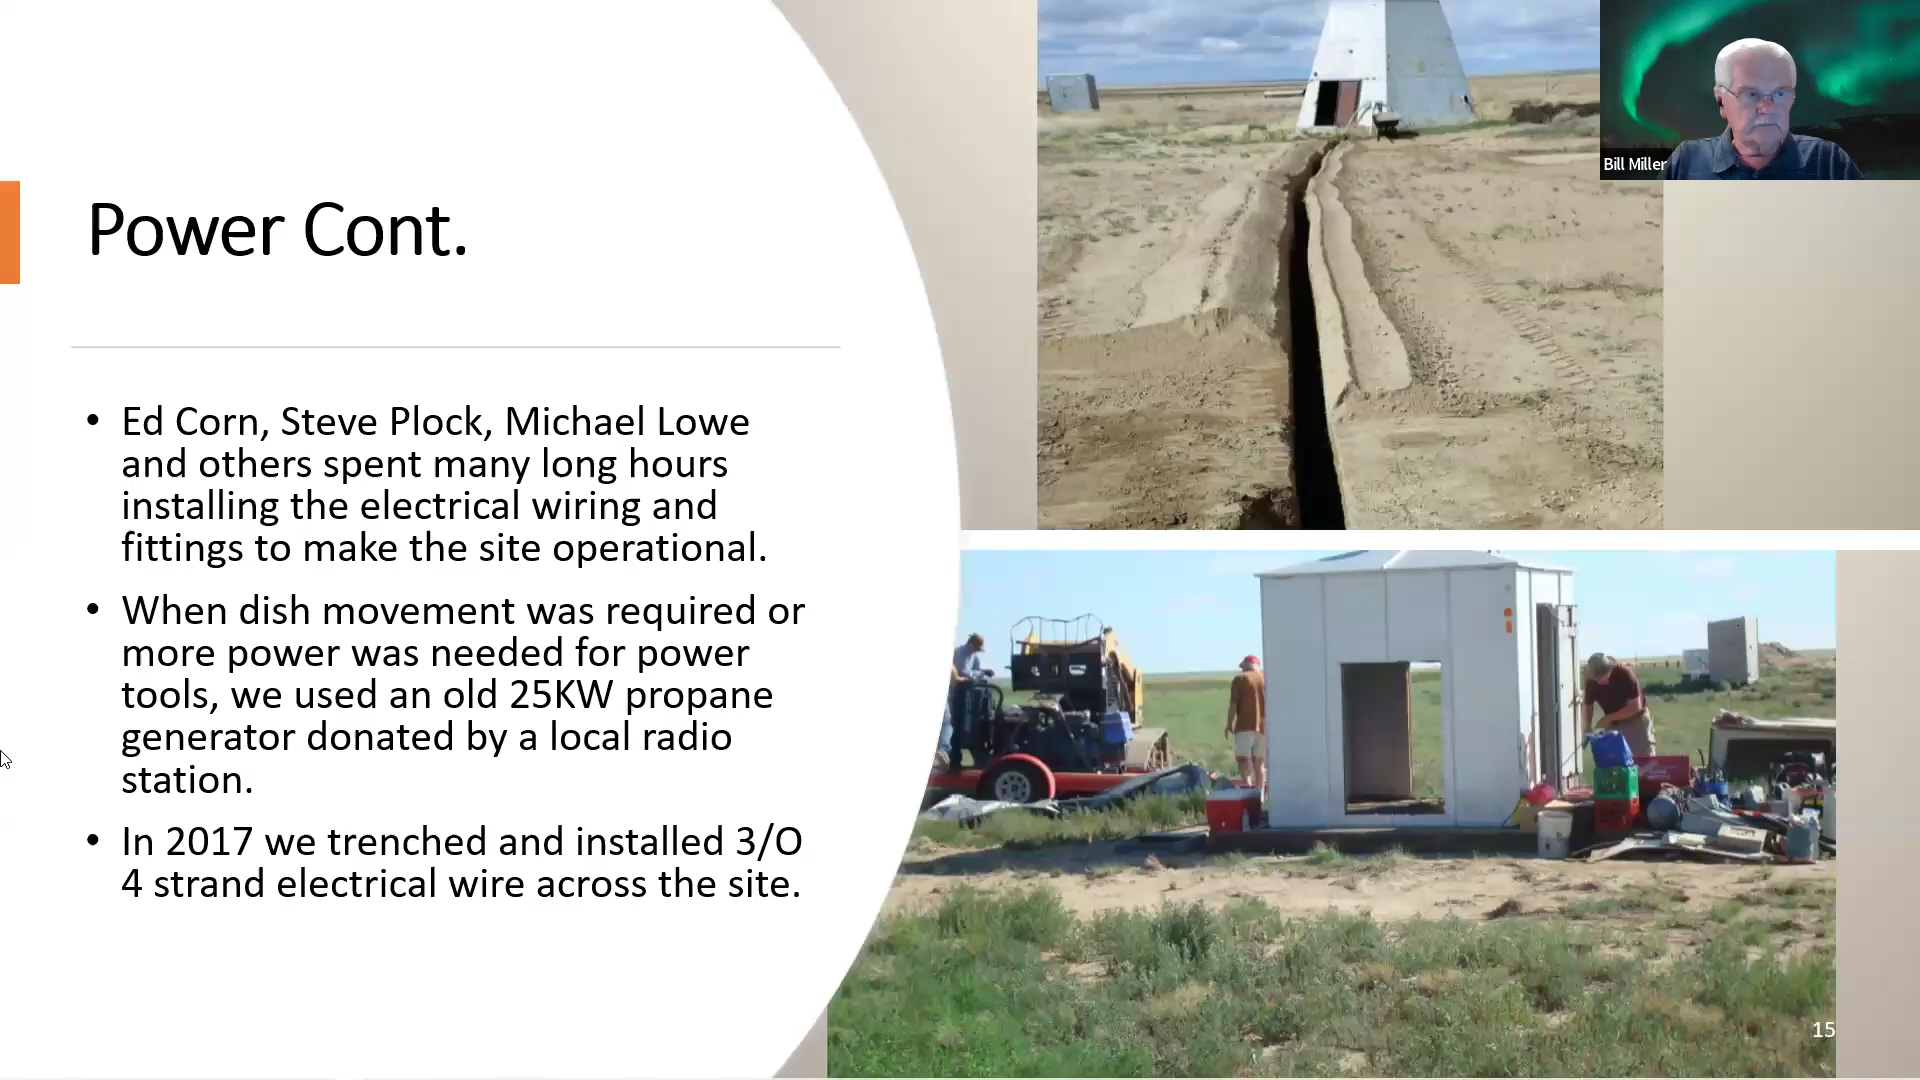 Power Cont.
• Ed Corn, Steve Plock, Michael Lowe
and others spent many long hours
installing the electrical wiring and
fittings to make the site operational.
• When dish movement was required or
more power was needed for power
tools, we used an old 25KW propane
generator donated by a local radio
station.
• In 2017 we trenched and installed 3/O
4 strand electrical wire across the site.
Bill Miller
15